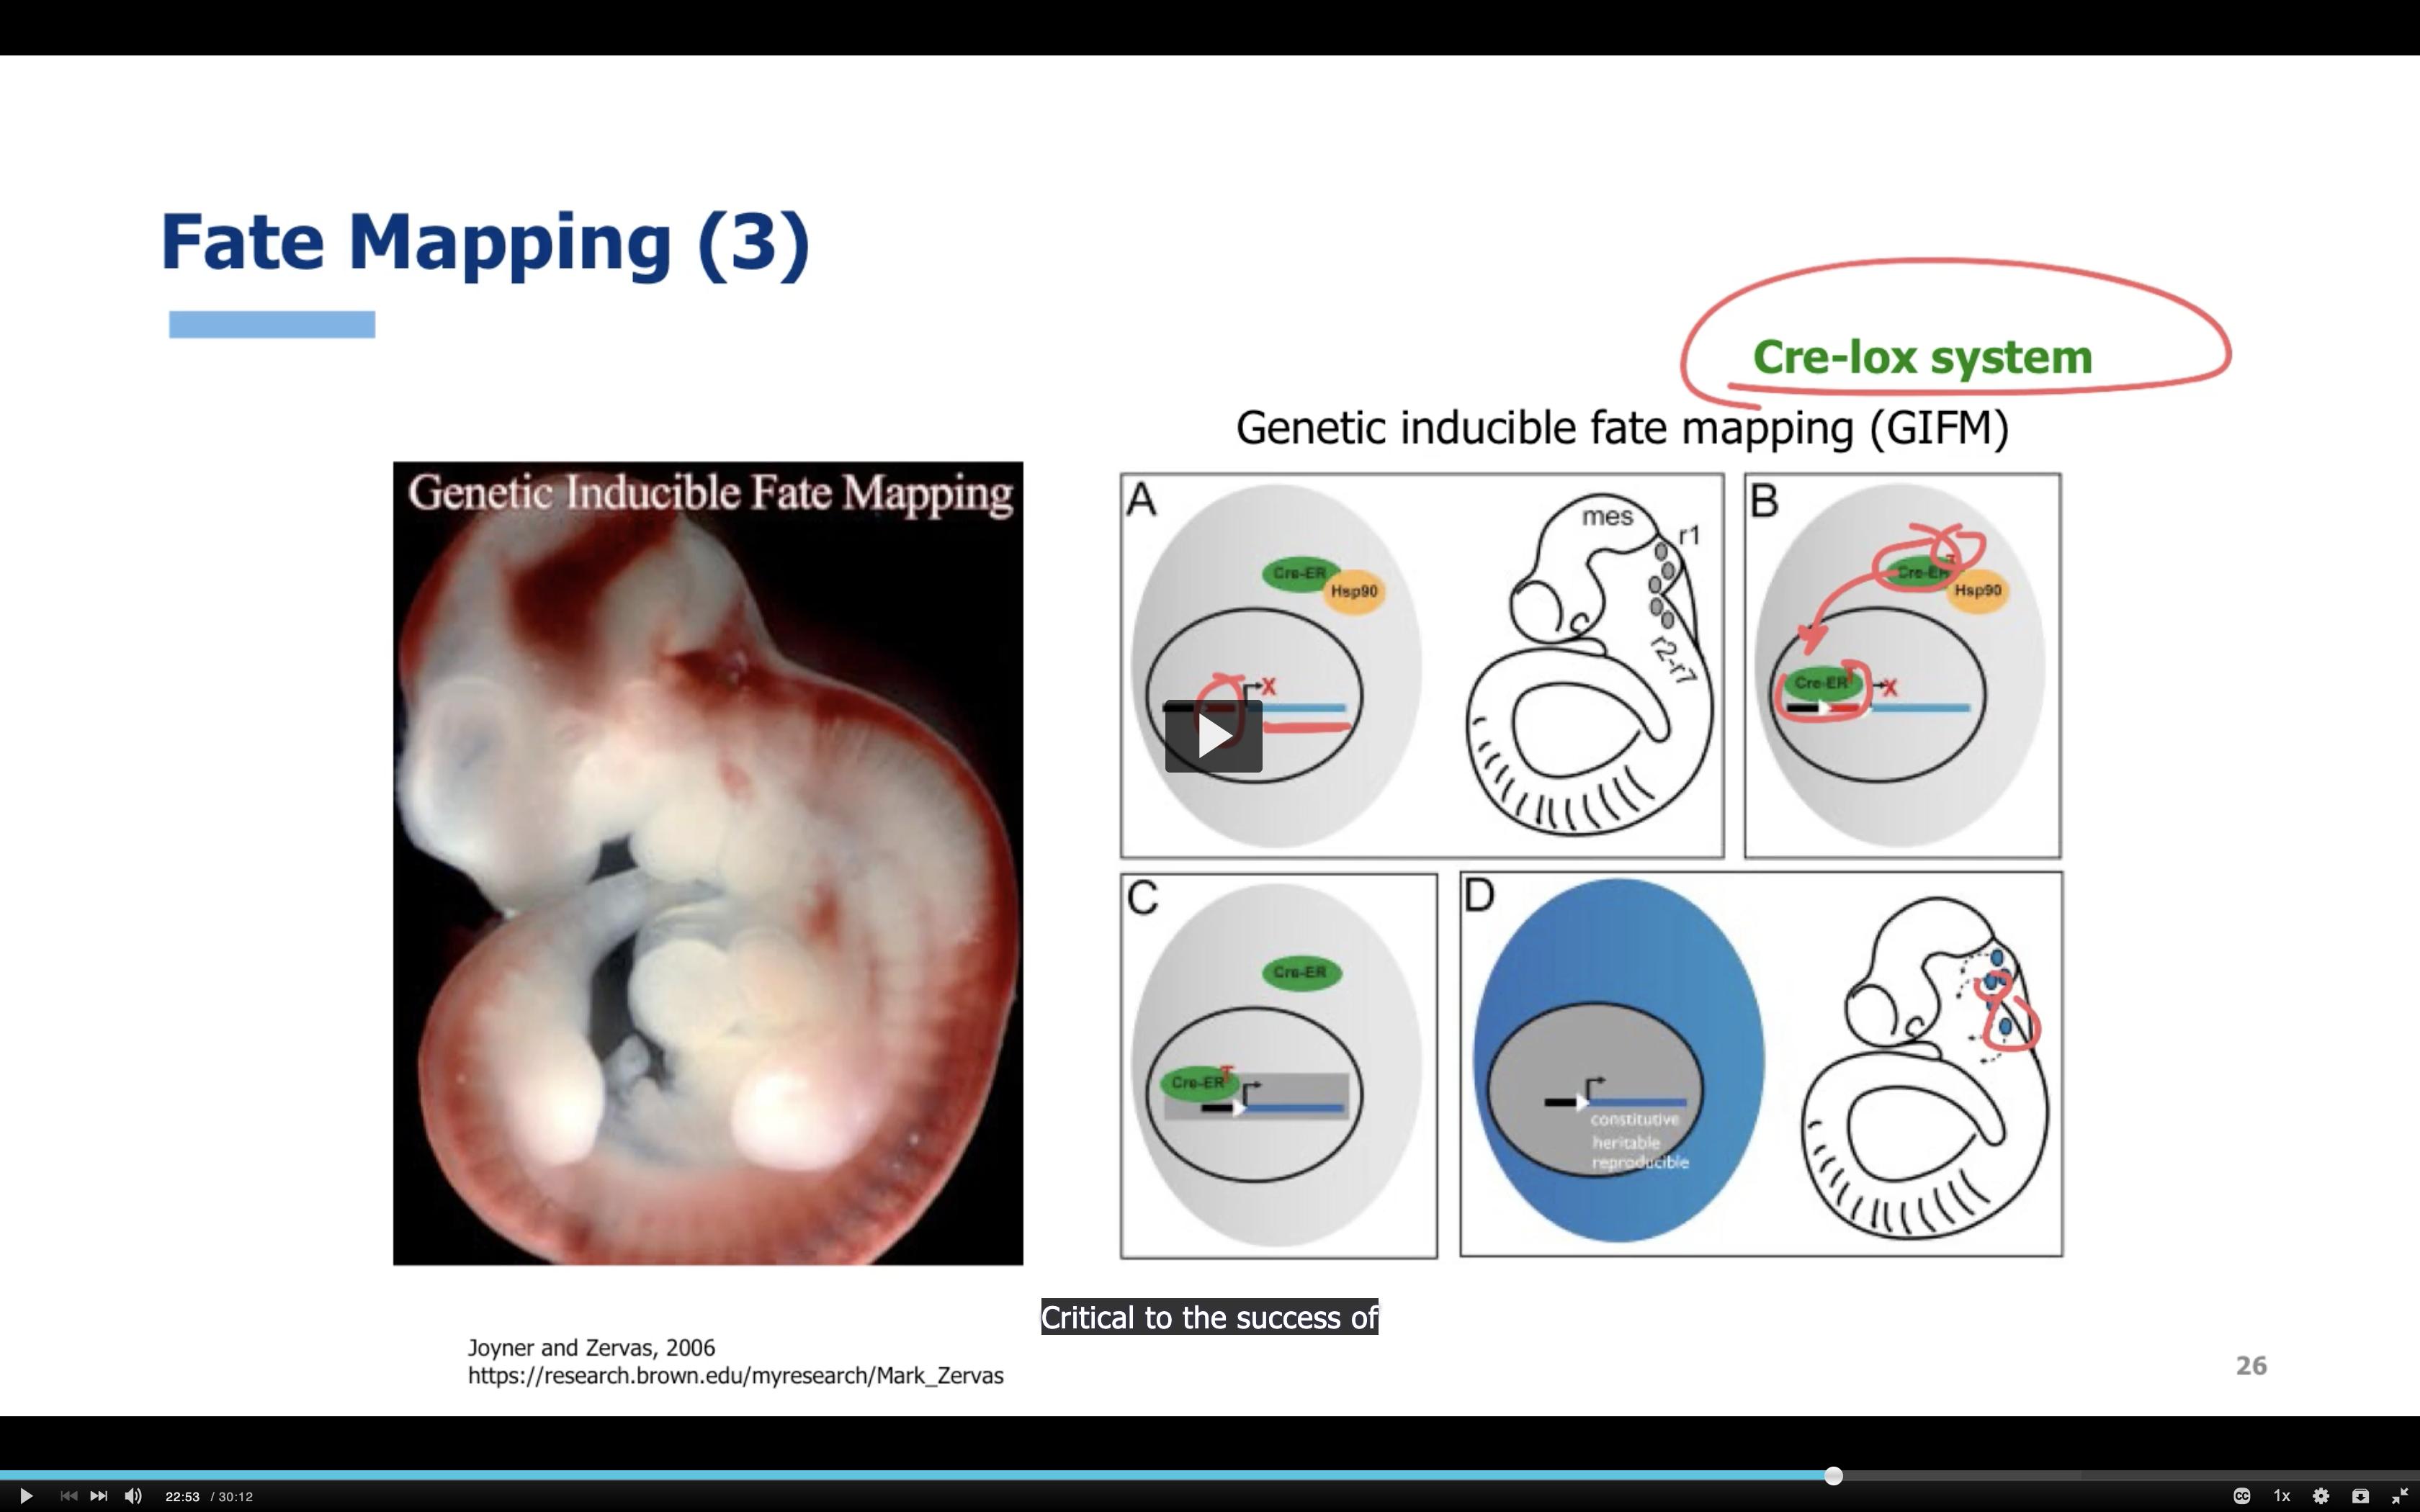 Fate Mapping (3)
Cre-lox system
Genetic inducible fate mapping (GIFM)
Genetic Inducible Fate Mapping
A
Cre-ER
Hsp90
X
mes
r1
r2-r7
B
Cre-ER
T
Hsp90
Cre-ER
T
X
C
Cre-ER
Cre-ER
T
D
constitutive
heritable
reproducible
Critical to the success of
Joyner and Zervas, 2006
https://research.brown.edu/myresearch/Mark_Zervas
26
22:53 / 30:12
CC
1x